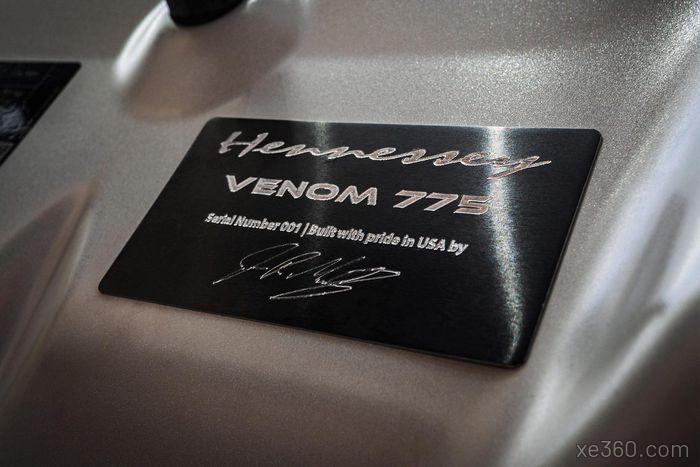 Hennessey
VENOM 775
Serial Number 001 | Built with pride in USA by
xe360.com